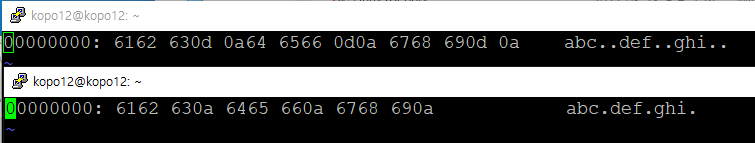 kopo12@kopo12: ~
00000000: 6162 630d 0a64 6566 0d0a 6768 690d 0a abc..def..ghi..
~
kopo12@kopo12: ~
00000000: 6162 630a 6465 660a 6768 690a abc.def.ghi.
~